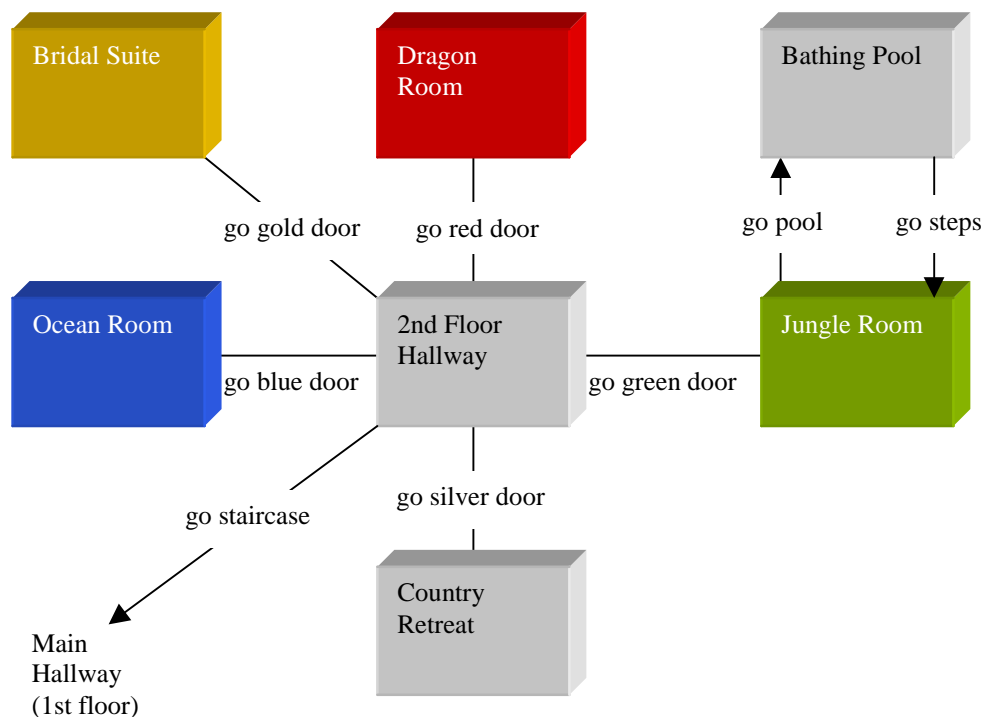 Bridal Suite
Dragon
Room
Bathing Pool
go gold door
go red door
go pool
go steps
Ocean Room
2nd Floor
Hallway
Jungle Room
go blue door
go green door
go staircase
go silver door
Country
Retreat
Main
Hallway
(1st floor)